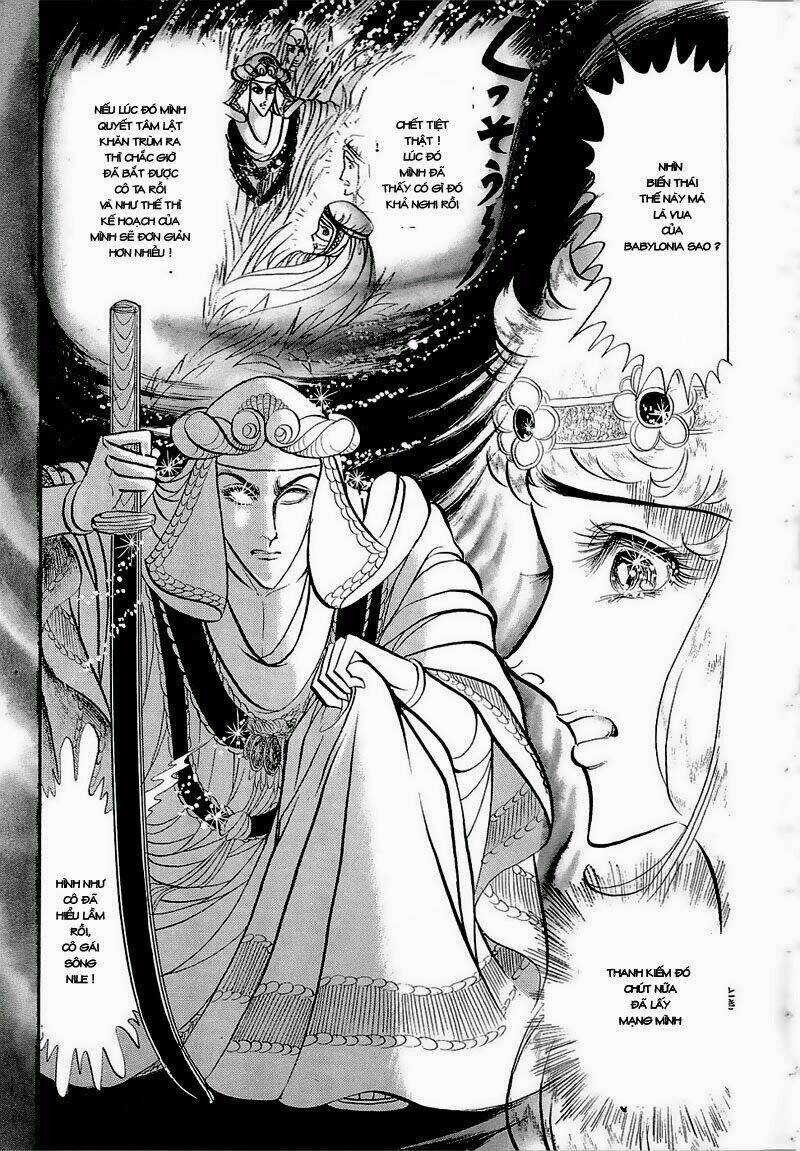 NHÌN
BIẾN THÁI
THẾ NÀY MÀ
LÀ VUA
CỦA
BABYLONIA SAO ?
くっそう〜
CHẾT TIỆT
THẬT !
LÚC ĐÓ
MÌNH ĐÃ
THẤY CÓ GÌ ĐÓ
KHẢ NGHI RỒI
NẾU LÚC ĐÓ MÌNH
QUYẾT TÂM LẬT
KHĂN TRÙM RA
THÌ CHẮC GIỜ
ĐÃ BẮT ĐƯỢC
CÔ TA RỒI
VÀ NHƯ THẾ THÌ
KẾ HOẠCH CỦA
MÌNH SẼ ĐƠN GIẢN
HƠN NHIỀU !
THANH KIẾM ĐÓ
CHÚT NỮA
ĐÃ LẤY
MẠNG MÌNH
HÌNH NHƯ
CÔ ĐÃ
HIỂU LẦM
RỒI,
CÔ GÁI
SÔNG
NILE !